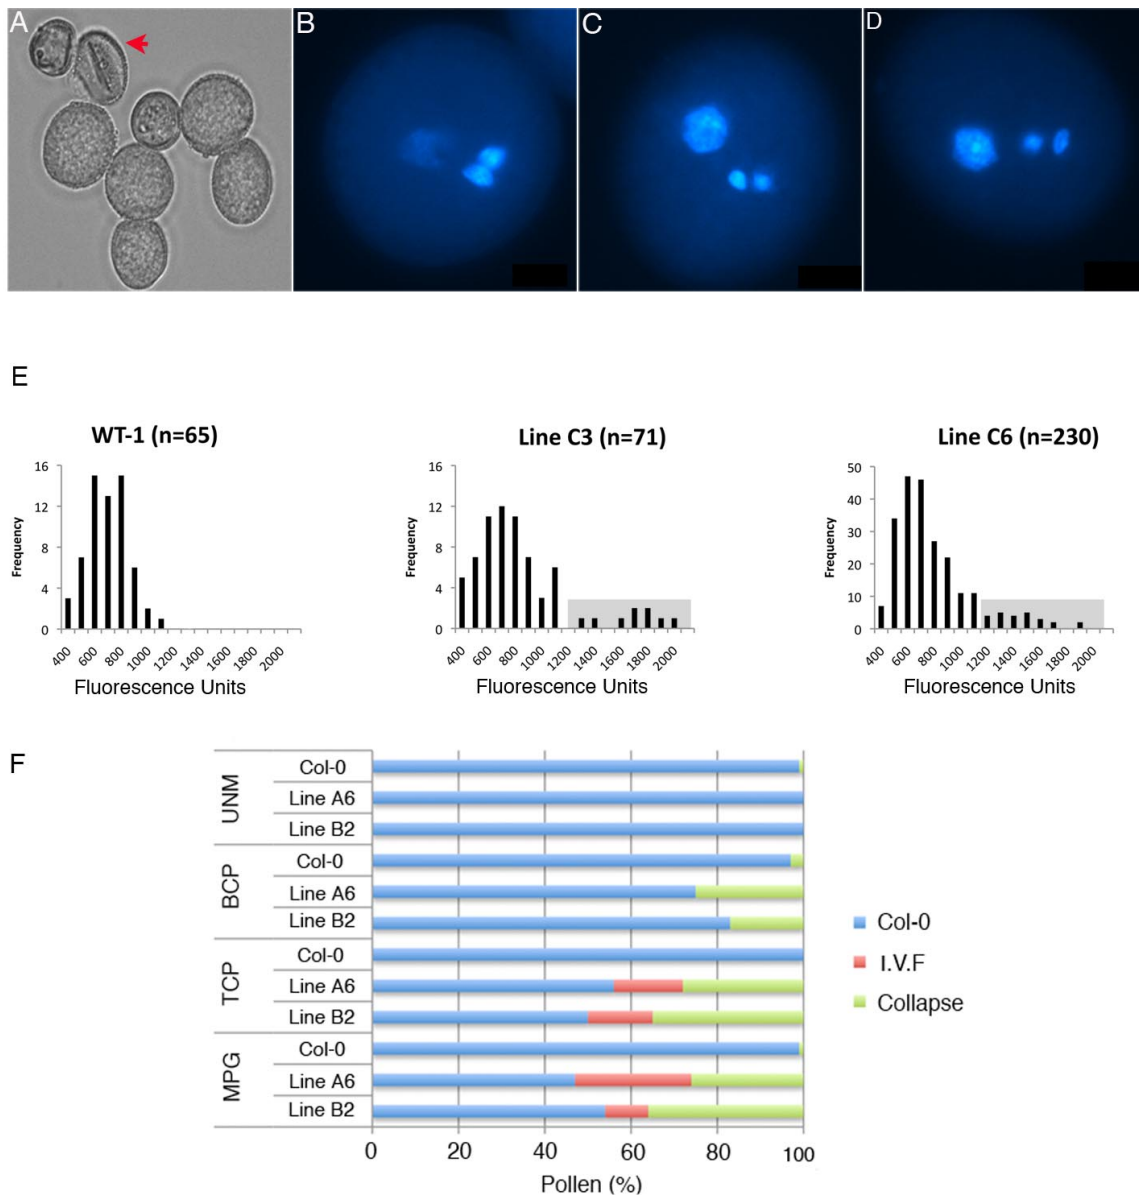 A
B
C
D
E
WT-1 (n=65)
Line C3 (n=71)
Line C6 (n=230)
Frequency
16
12
8
4
0
400
600
800
1000
1200
1400
1600
1800
2000
Fluorescence Units
Frequency
16
12
8
4
0
400
600
800
1000
1200
1400
1600
1800
2000
Fluorescence Units
Frequency
50
40
30
20
10
0
400
600
800
1000
1200
1400
1600
1800
2000
Fluorescence Units
F
UNM
Col-0
Line A6
Line B2
BCP
Col-0
Line A6
Line B2
TCP
Col-0
Line A6
Line B2
MPG
Col-0
Line A6
Line B2
0 20 40 60 80 100
Pollen (%)
Col-0
I.V.F
Collapse